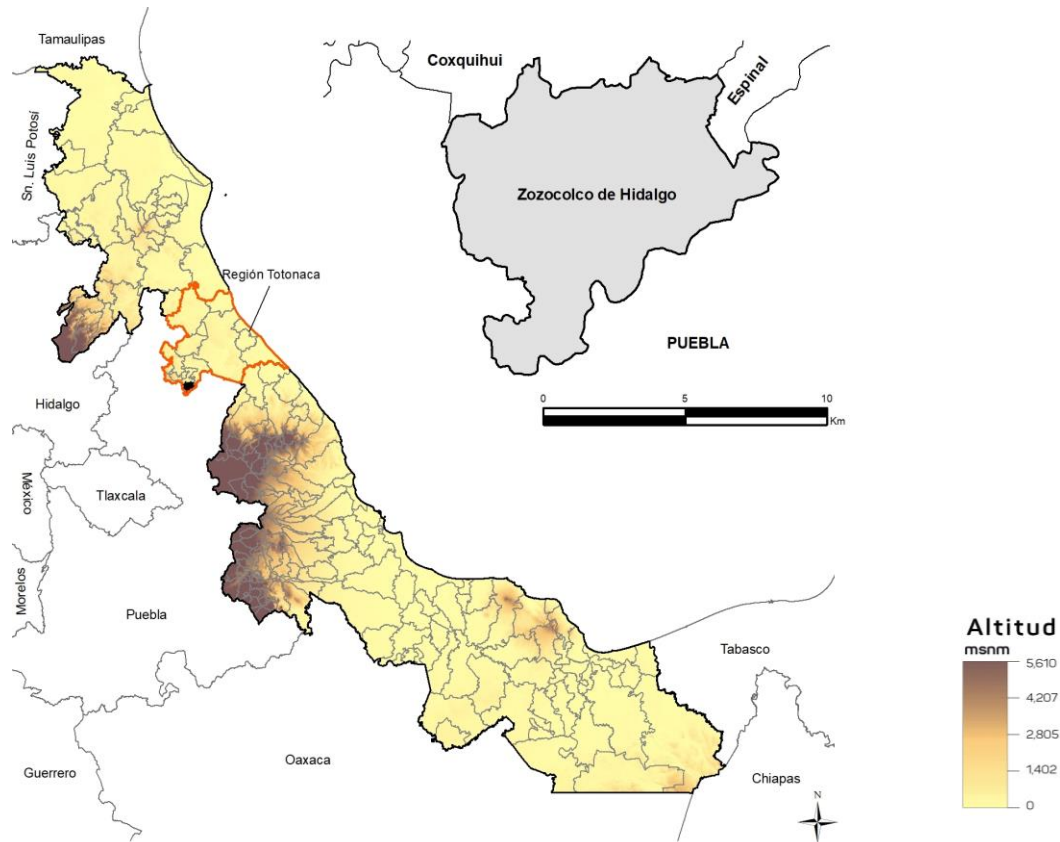 Tamaulipas
Sn. Luis Potosí
Coxquihui
Espinal
Zozocolco de Hidalgo
PUEBLA
0 5 10
Km
Región Totonaca
Hidalgo
México
Tlaxcala
Morelos
Puebla
Guerrero
Oaxaca
Tabasco
Chiapas
N
Altitud
msnm
5,610
4,207
2,805
1,402
0